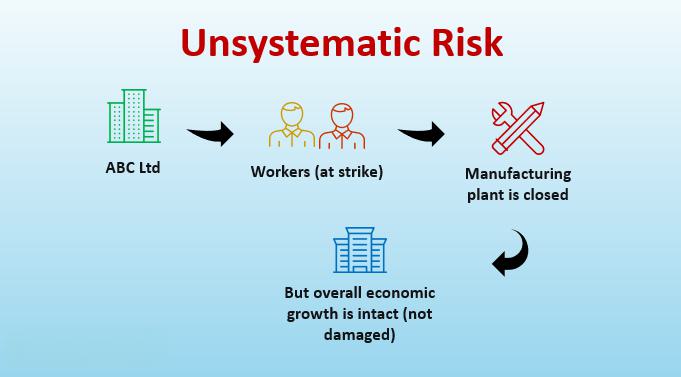 Unsystematic Risk
ABC Ltd
Workers (at strike)
Manufacturing
plant is closed
But overall economic
growth is intact (not
damaged)